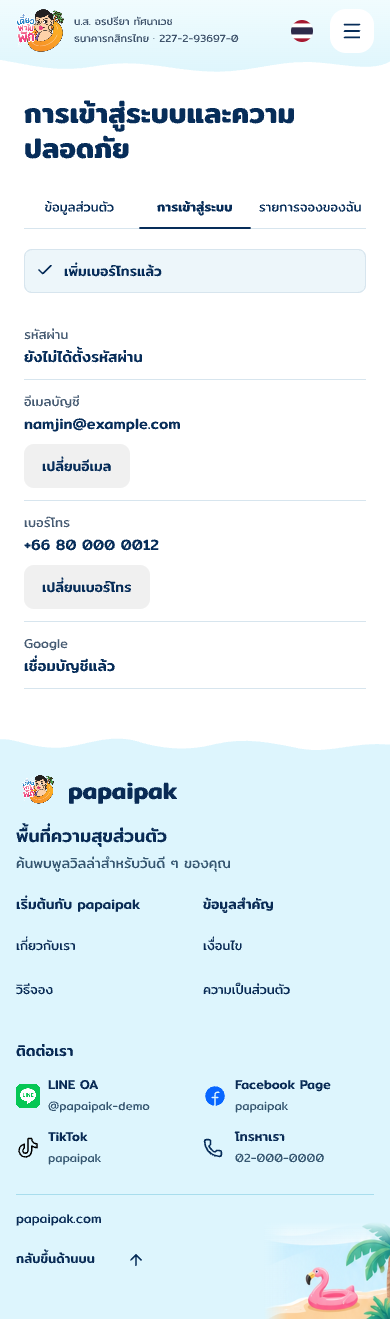 เที่ยว
พาย
พัก
น.ส. อรปรียา ทัศนาเวช
ธนาคารกสิกรไทย · 227-2-93697-0
การเข้าสู่ระบบและความ
ปลอดภัย
ข้อมูลส่วนตัว
การเข้าสู่ระบบ
รายการจองของฉัน
เพิ่มเบอร์โทรแล้ว
รหัสผ่าน
ยังไม่ได้ตั้งรหัสผ่าน
อีเมลบัญชี
namjin@example.com
เปลี่ยนอีเมล
เบอร์โทร
+66 80 000 0012
เปลี่ยนเบอร์โทร
Google
เชื่อมบัญชีแล้ว
papaipak
พื้นที่ความสุขส่วนตัว
ค้นพบพูลวิลล่าสำหรับวันดี ๆ ของคุณ
เริ่มต้นกับ papaipak
ข้อมูลสำคัญ
เกี่ยวกับเรา
เงื่อนไข
วิธีจอง
ความเป็นส่วนตัว
ติดต่อเรา
LINE
LINE OA
@papaipak-demo
Facebook Page
papaipak
TikTok
papaipak
โทรหาเรา
02-000-0000
papaipak.com
กลับขึ้นด้านบน